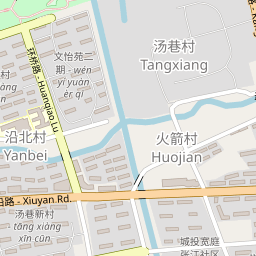 汤巷村
Tangxiang
环桥路 - Huanqiao Lu
文怡苑二
期 - wén
yí yuàn
èr qī
沿北村
Yanbei
火箭村
Huojian
沿路 - Xiuyan Rd.
汤巷新村
tāng xiàng
xīn cūn
城投宽庭
张江社区